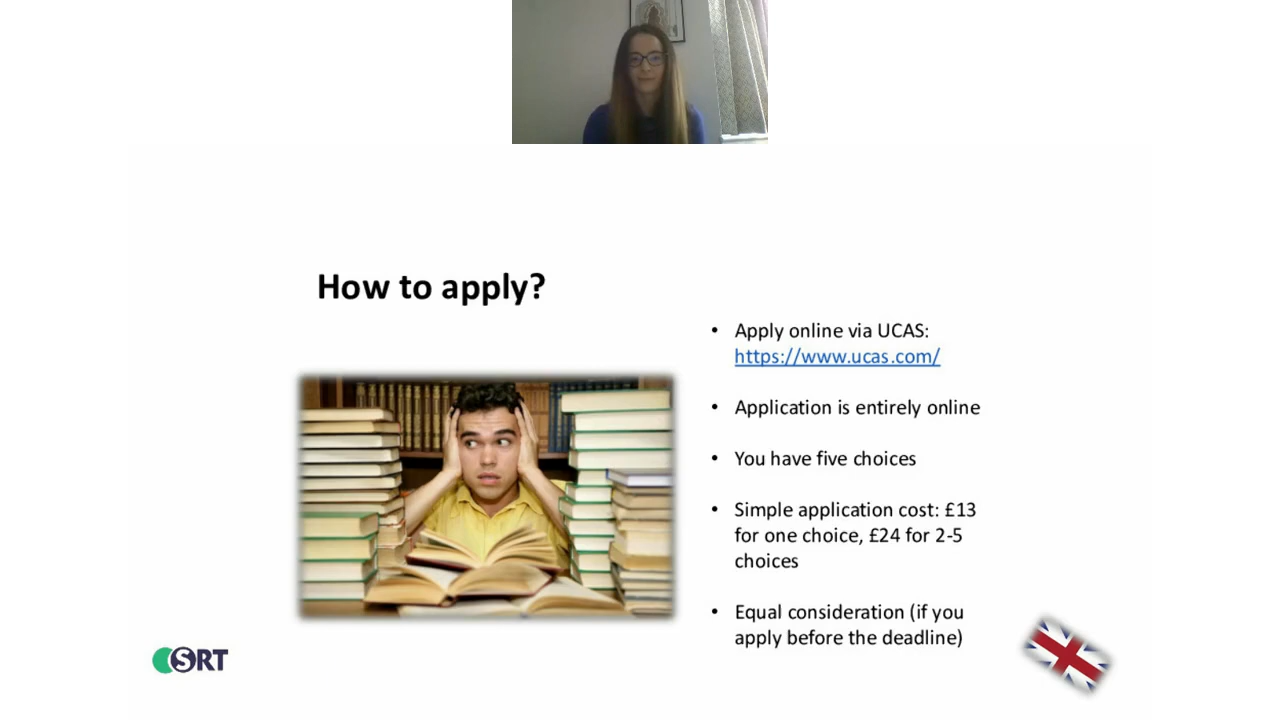 How to apply?
• Apply online via UCAS:
https://www.ucas.com/
• Application is entirely online
• You have five choices
• Simple application cost: £13
for one choice, £24 for 2-5
choices
• Equal consideration (if you
apply before the deadline)
SRT